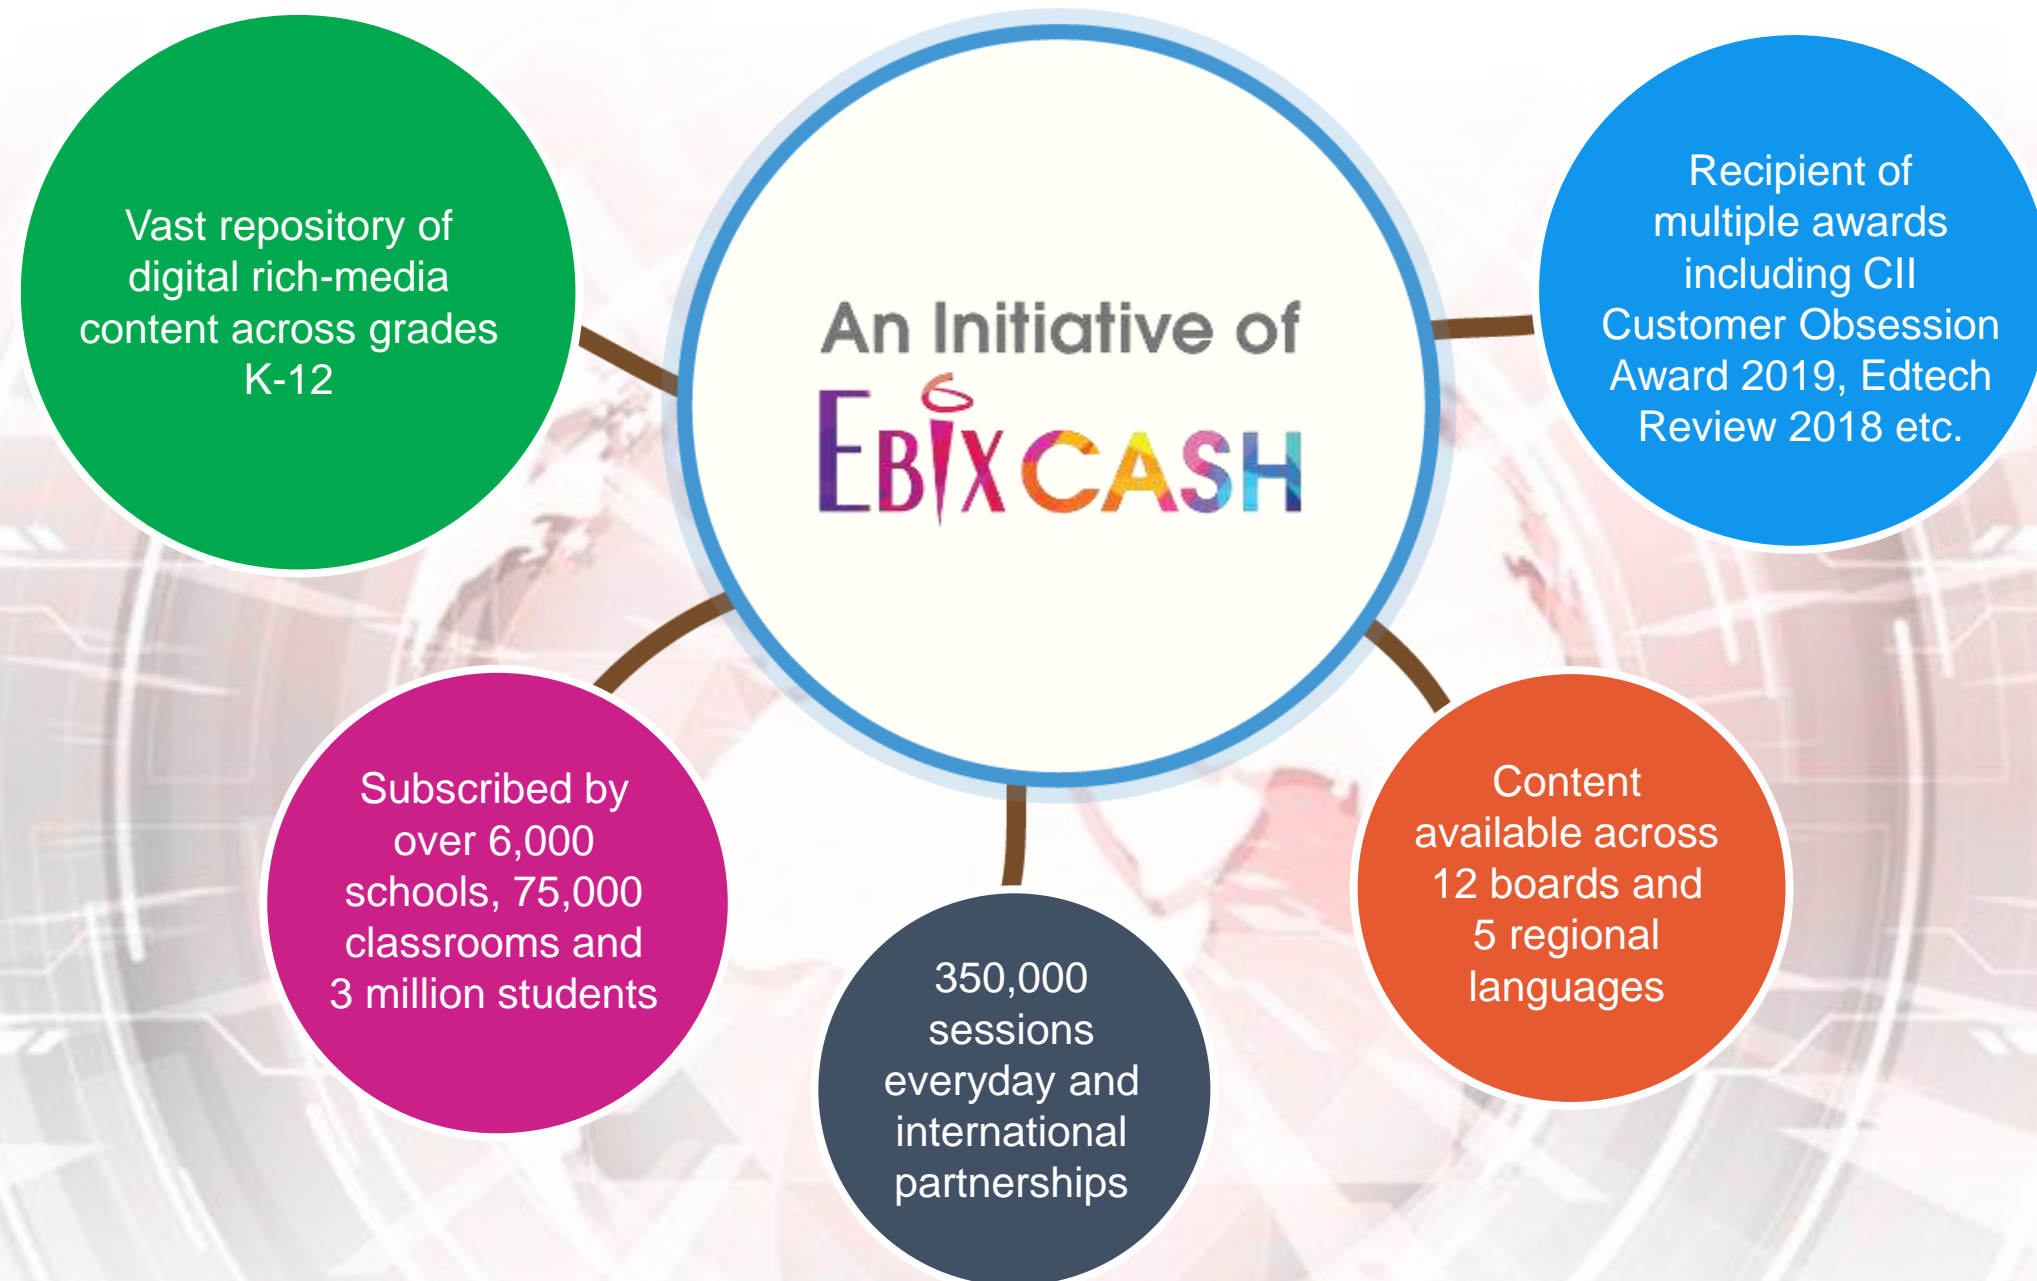 Vast repository of
digital rich-media
content across grades
K-12
An Initiative of
EBIXCASH
Recipient of
multiple awards
including CII
Customer Obsession
Award 2019, Edtech
Review 2018 etc.
Subscribed by
over 6,000
schools, 75,000
classrooms and
3 million students
350,000
sessions
everyday and
international
partnerships
Content
available across
12 boards and
5 regional
languages